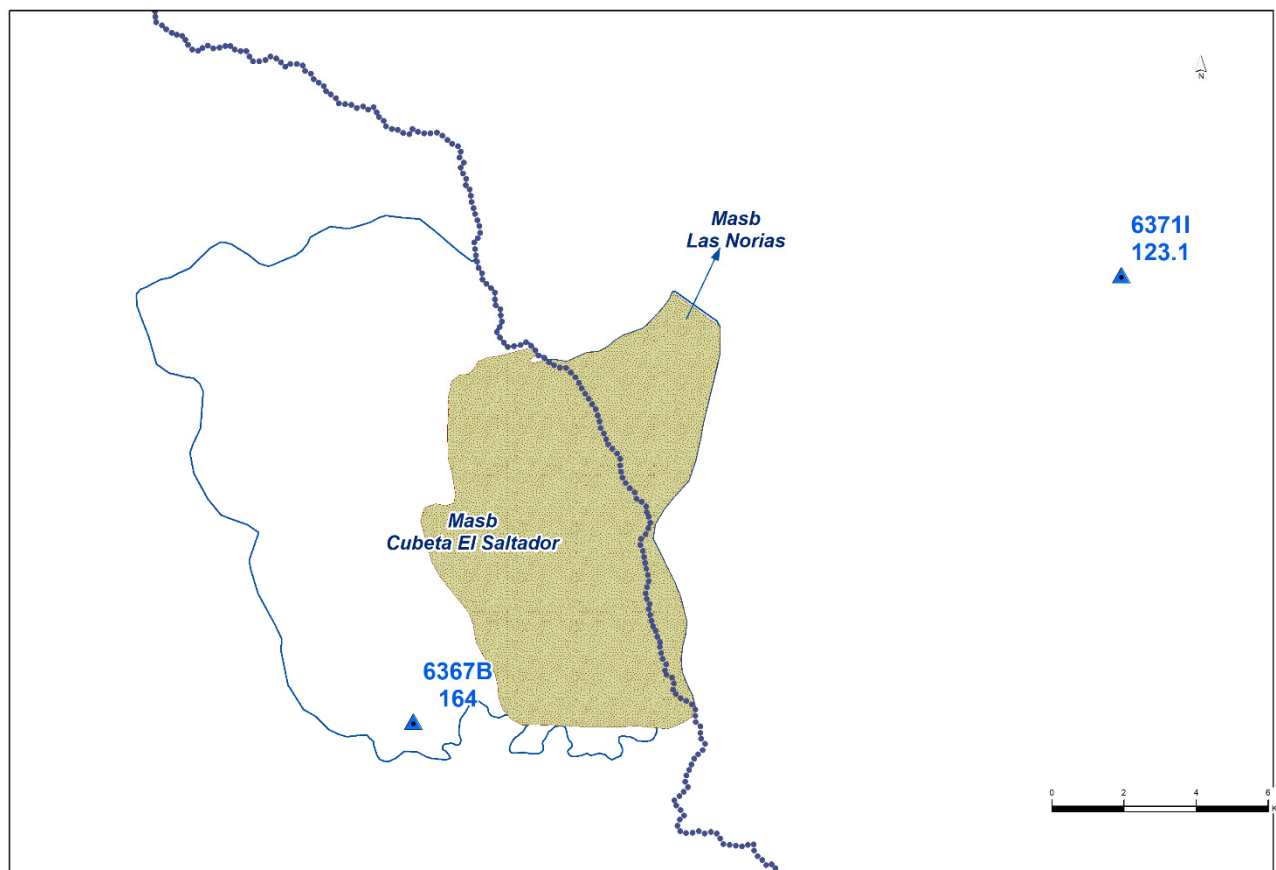 N
Masb
Las Norias
6371I
123.1
Masb
Cubeta El Saltador
6367B
164
0 2 4 6
K